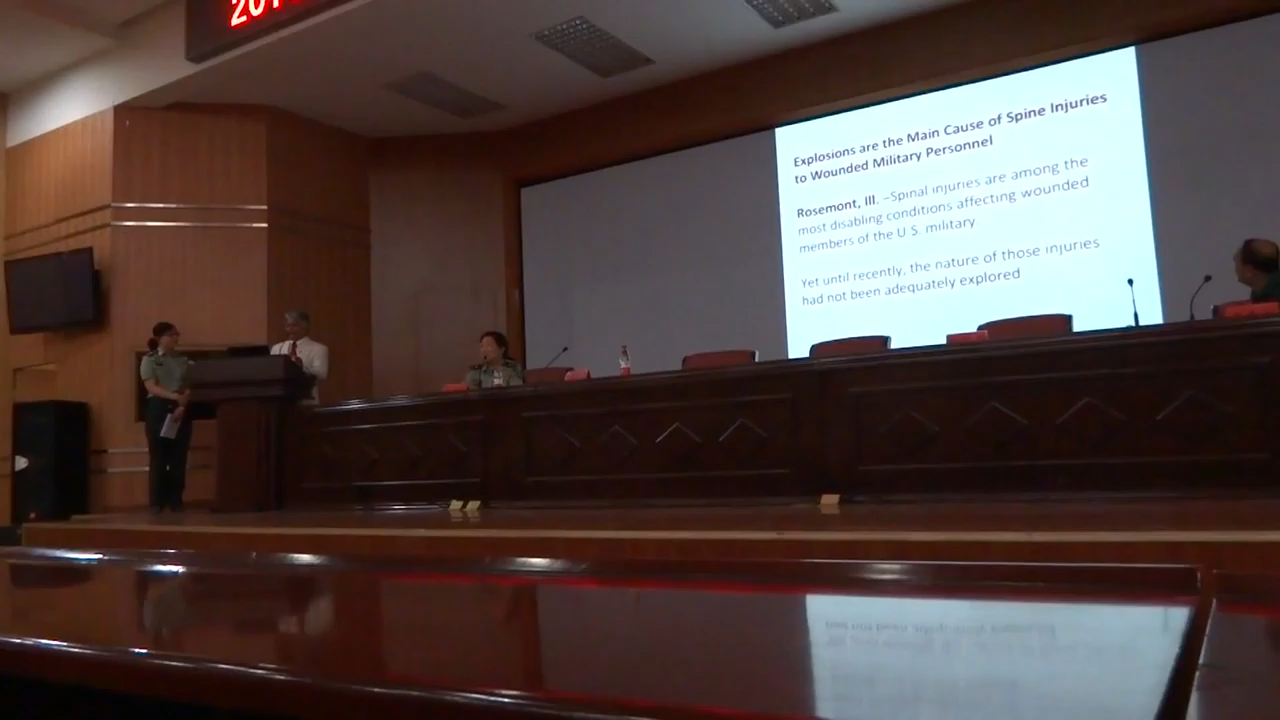 201
Explosions are the Main Cause of Spine Injuries
to Wounded Military Personnel
Rosemont, Ill. –Spinal injuries are among the
most disabling conditions affecting wounded
members of the U.S. military.
Yet until recently, the nature of those injuries
had not been adequately explored